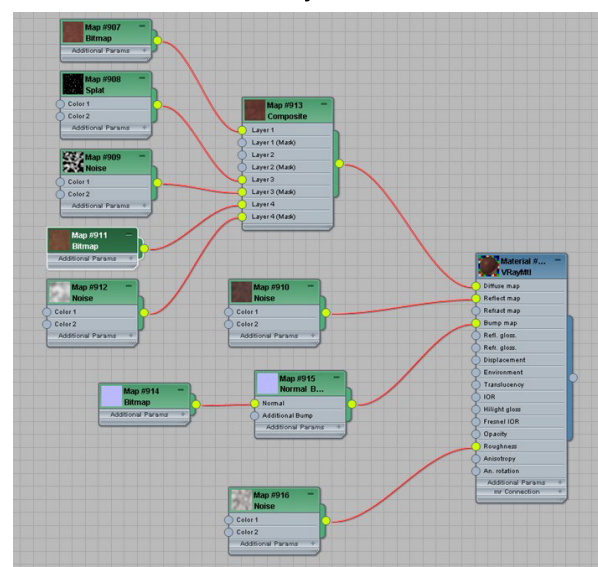 Map #907
Bitmap
Additional Params
Map #908
Splat
Color 1
Color 2
Additional Params
Map #909
Noise
Color 1
Color 2
Additional Params
Map #911
Bitmap
Additional Params
Map #912
Noise
Color 1
Color 2
Additional Params
Map #913
Composite
Layer 1
Layer 1 (Mask)
Layer 2
Layer 2 (Mask)
Layer 3
Layer 3 (Mask)
Layer 4
Layer 4 (Mask)
Map #910
Noise
Color 1
Color 2
Additional Params
Map #914
Bitmap
Additional Params
Map #915
Normal B...
Normal
Additional Bump
Additional Params
Map #916
Noise
Color 1
Color 2
Additional Params
Material #...
VRayMtl
Diffuse map
Reflect map
Refract map
Bump map
Refl. gloss.
Refr. gloss.
Displacement
Environment
Translucency
IOR
Hilight gloss
Fresnel IOR
Opacity
Roughness
Anisotropy
An. rotation
Additional Params
mr Connection